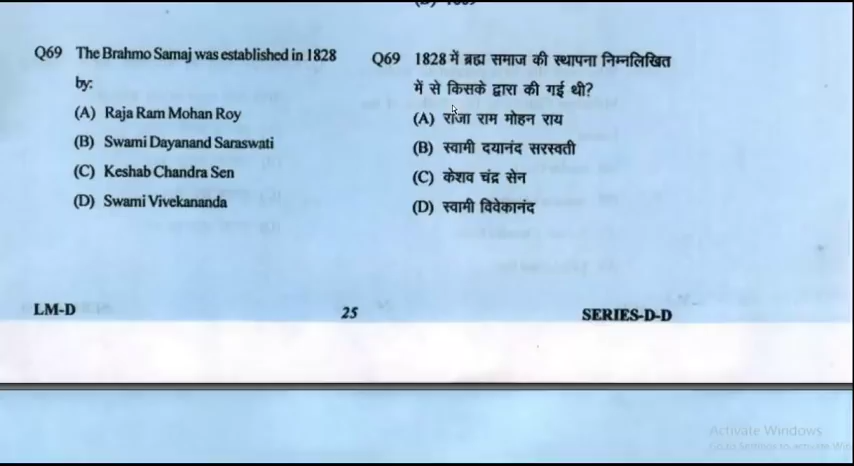 Q69 The Brahmo Samaj was established in 1828
by:
(A) Raja Ram Mohan Roy
(B) Swami Dayanand Saraswati
(C) Keshab Chandra Sen
(D) Swami Vivekananda
Q69 1828 में ब्रह्म समाज की स्थापना निम्नलिखित
में से किसके द्वारा की गई थी?
(A) राजा राम मोहन राय
(B) स्वामी दयानंद सरस्वती
(C) केशव चंद्र सेन
(D) स्वामी विवेकानंद
LM-D 25 SERIES-D-D
Activate Windows